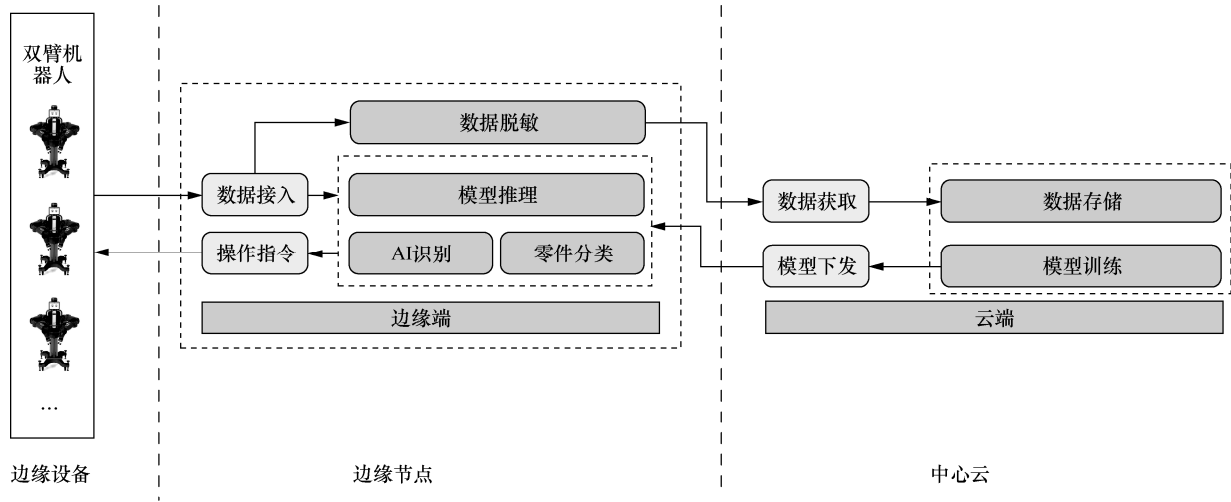 双臂机
器人
…
边缘设备
数据脱敏
数据接入
模型推理
操作指令
AI识别
零件分类
边缘端
边缘节点
数据获取
数据存储
模型下发
模型训练
云端
中心云